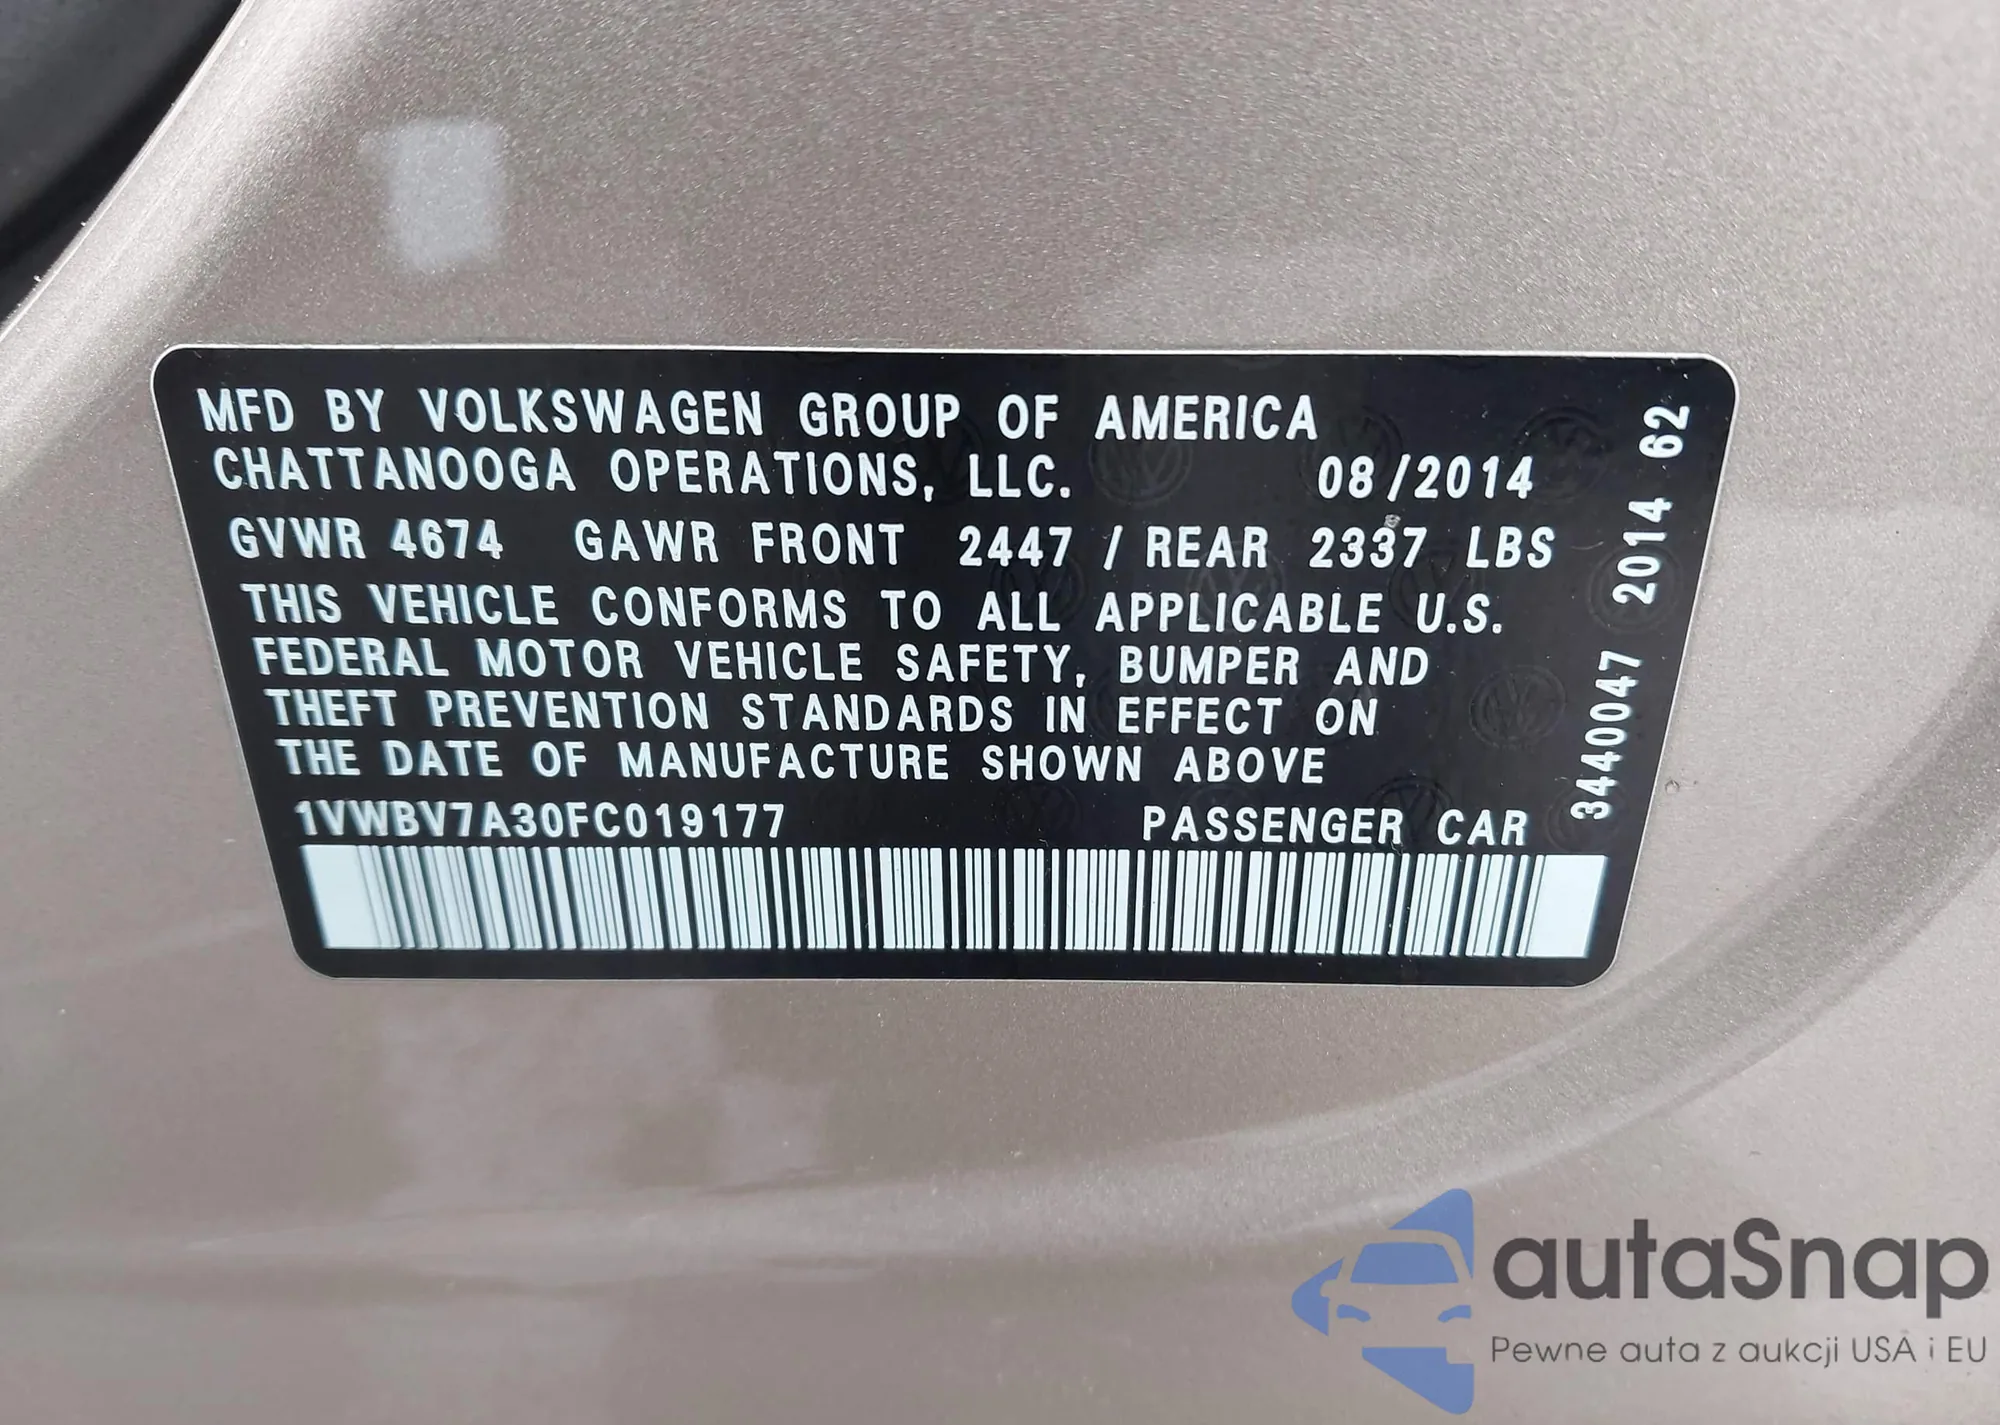 MFD BY VOLKSWAGEN GROUP OF AMERICA
CHATTANOOGA OPERATIONS, LLC. 08/2014
GVWR 4674 GAWR FRONT 2447 / REAR 2337 LBS
THIS VEHICLE CONFORMS TO ALL APPLICABLE U.S.
FEDERAL MOTOR VEHICLE SAFETY, BUMPER AND
THEFT PREVENTION STANDARDS IN EFFECT ON
THE DATE OF MANUFACTURE SHOWN ABOVE
1VWBV7A30FC019177 PASSENGER CAR
3440047 2014 62
autaSnap
Pewne auta z aukcji USA i EU